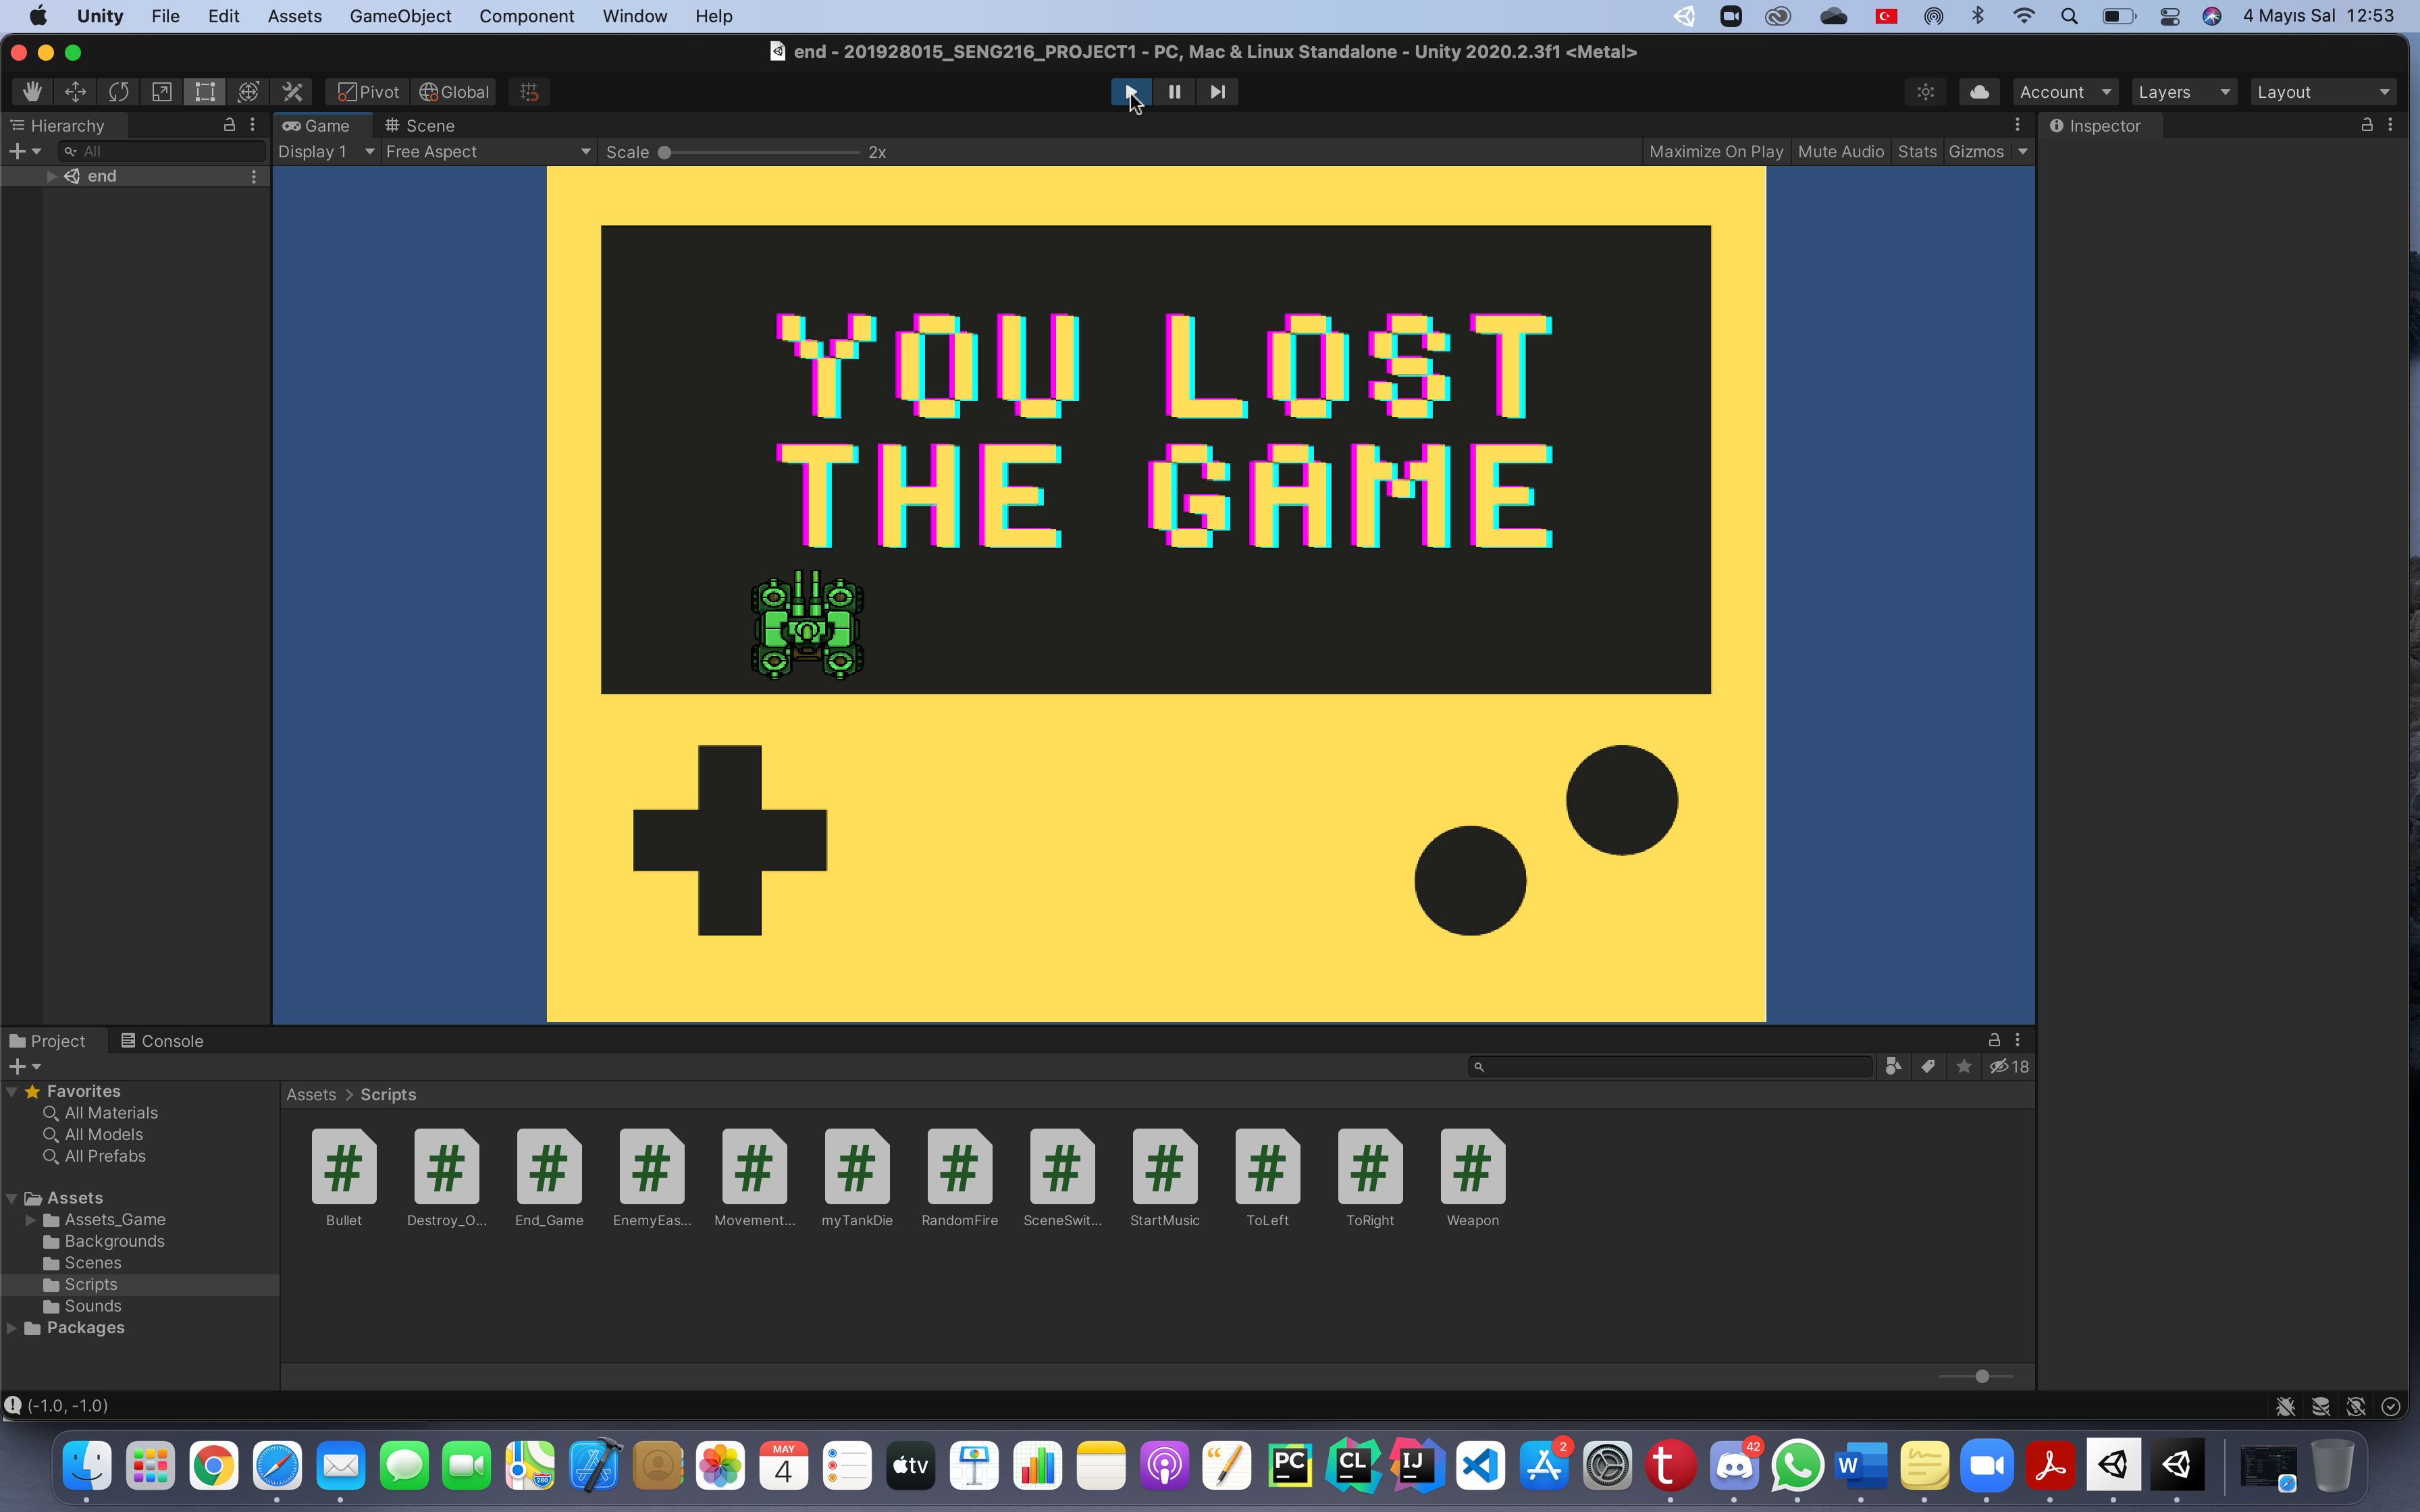 Unity File Edit Assets GameObject Component Window Help 4 Mayıs Sal 12:53
end - 201928015_SENG216_PROJECT1 - PC, Mac & Linux Standalone - Unity 2020.2.3f1 <Metal>
Pivot Global Account Layers Layout
Hierarchy Game Scene Inspector
All Display 1 Free Aspect Scale 2x Maximize On Play Mute Audio Stats Gizmos
end
YOU LOST
THE GAME
Project Console
18
Favorites
All Materials
All Models
All Prefabs
Assets
Assets_Game
Backgrounds
Scenes
Scripts
Sounds
Packages
Assets > Scripts
Bullet Destroy_O... End_Game EnemyEas... Movement... myTankDie RandomFire SceneSwit... StartMusic ToLeft ToRight Weapon
(-1.0, -1.0)
MAY
4
tv
280
PC
CL
IJ
2
t
42
W